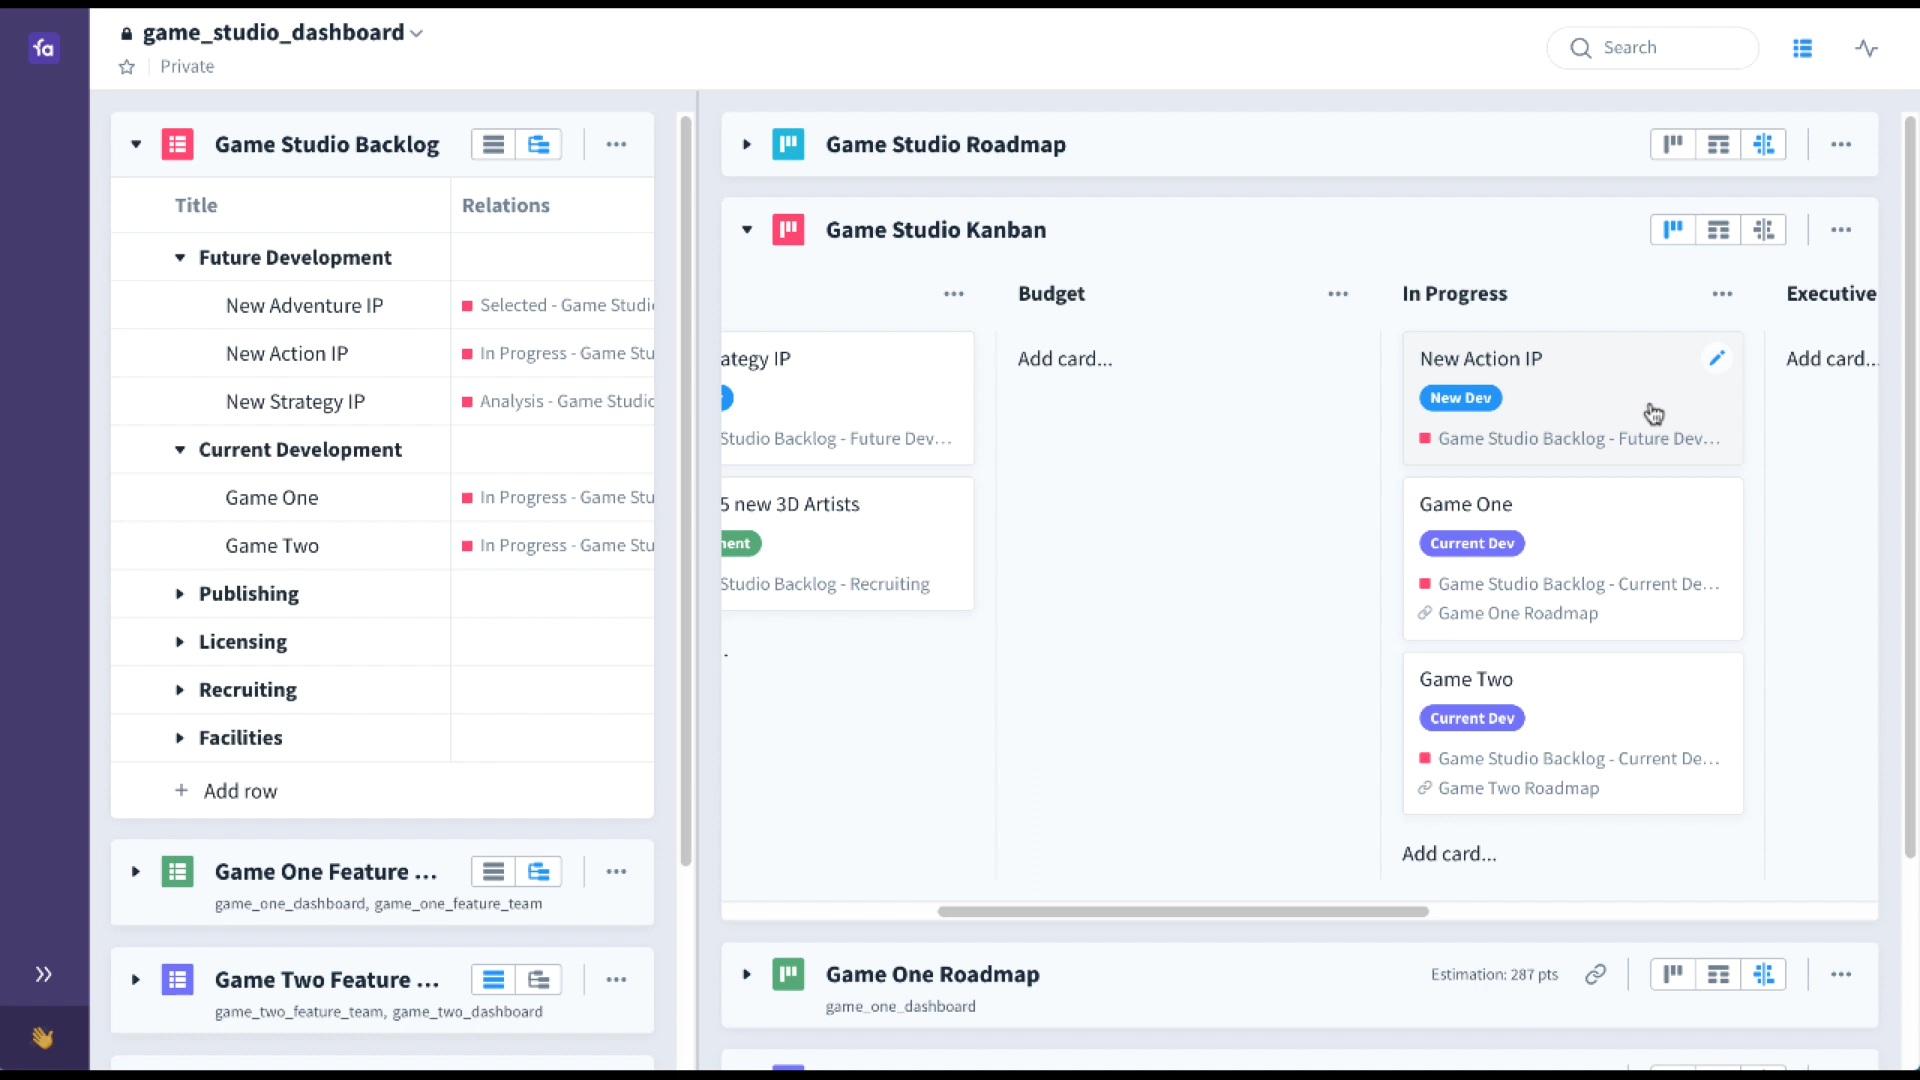 fa
game_studio_dashboard
Private
Search
Game Studio Backlog
Title
Relations
Future Development
New Adventure IP
Selected - Game Studi
New Action IP
In Progress - Game Stu
New Strategy IP
Analysis - Game Studi
Current Development
Game One
In Progress - Game Stu
Game Two
In Progress - Game Stu
Publishing
Licensing
Recruiting
Facilities
+ Add row
Game One Feature ...
game_one_dashboard, game_one_feature_team
Game Two Feature ...
game_two_feature_team, game_two_dashboard
Game Studio Roadmap
Game Studio Kanban
ategy IP
Studio Backlog - Future Dev...
5 new 3D Artists
nent
Studio Backlog - Recruiting
Budget
Add card...
In Progress
New Action IP
New Dev
Game Studio Backlog - Future Dev...
Game One
Current Dev
Game Studio Backlog - Current De...
Game One Roadmap
Game Two
Current Dev
Game Studio Backlog - Current De...
Game Two Roadmap
Add card...
Executive
Add card...
Game One Roadmap
Estimation: 287 pts
game_one_dashboard